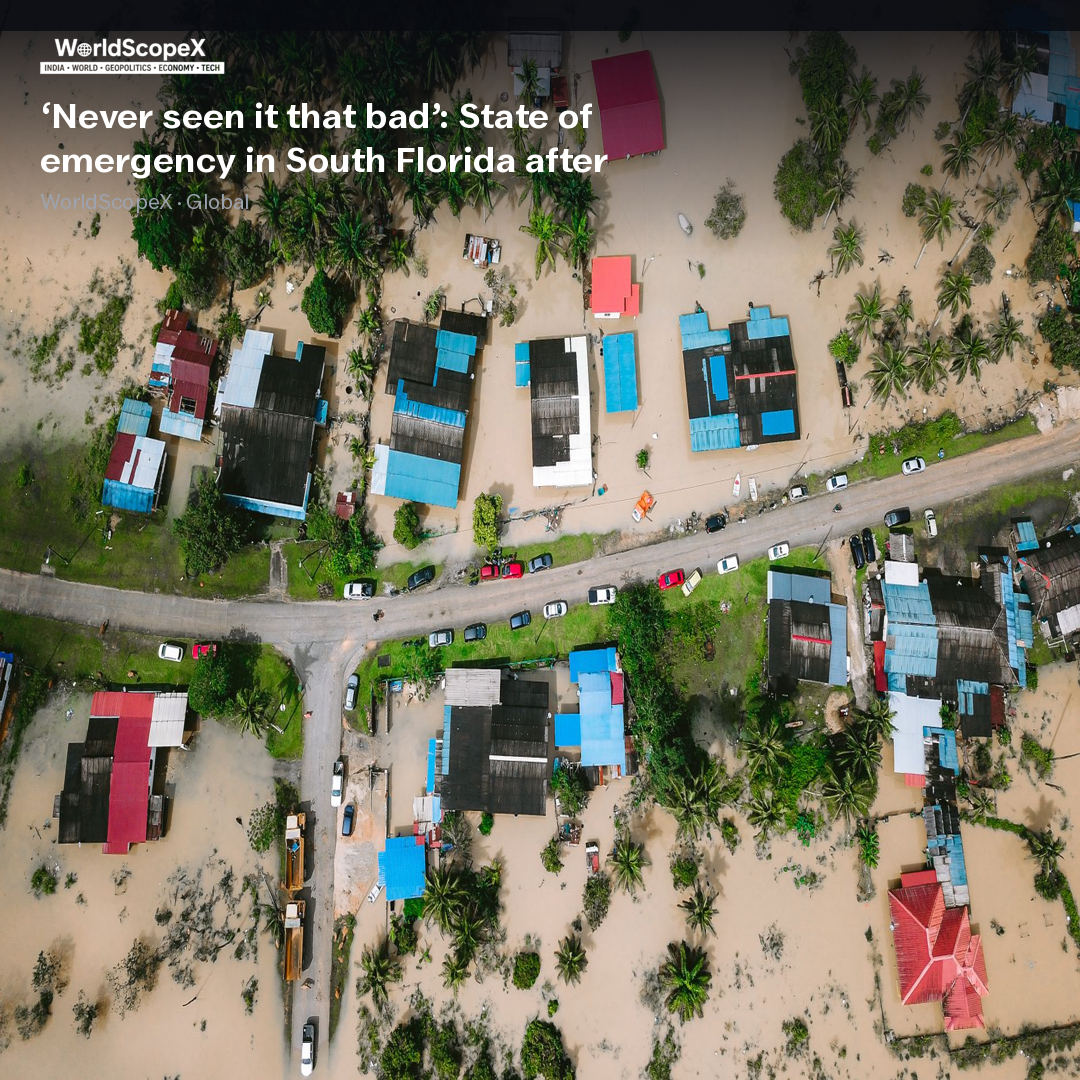 WorldScopeX
INDIA • WORLD • GEOPOLITICS • ECONOMY • TECH
‘Never seen it that bad’: State of
emergency in South Florida after
WorldScopeX · Global